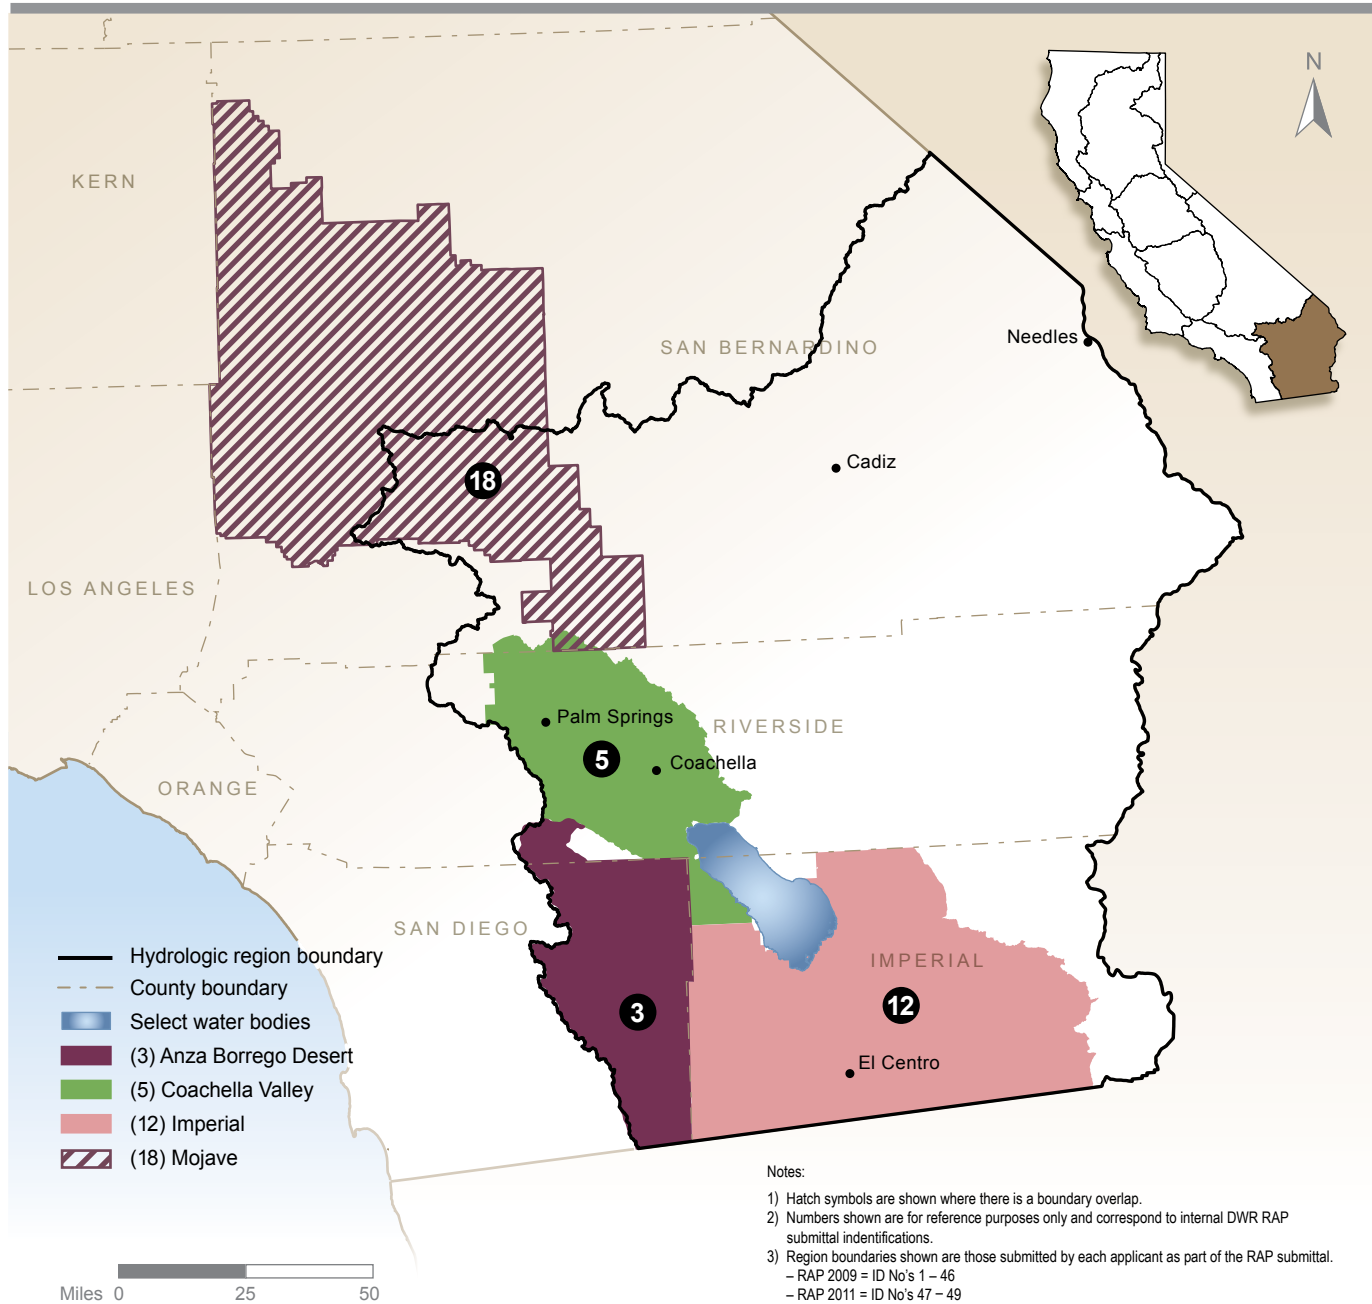 N
KERN
SAN BERNARDINO
Needles
Cadiz
18
LOS ANGELES
Palm Springs
RIVERSIDE
5
Coachella
ORANGE
SAN DIEGO
IMPERIAL
3
12
El Centro
Hydrologic region boundary
County boundary
Select water bodies
(3) Anza Borrego Desert
(5) Coachella Valley
(12) Imperial
(18) Mojave
Notes:
1) Hatch symbols are shown where there is a boundary overlap.
2) Numbers shown are for reference purposes only and correspond to internal DWR RAP
submittal indentifications.
3) Region boundaries shown are those submitted by each applicant as part of the RAP submittal.
– RAP 2009 = ID No's 1 – 46
– RAP 2011 = ID No's 47 – 49
Miles 0 25 50